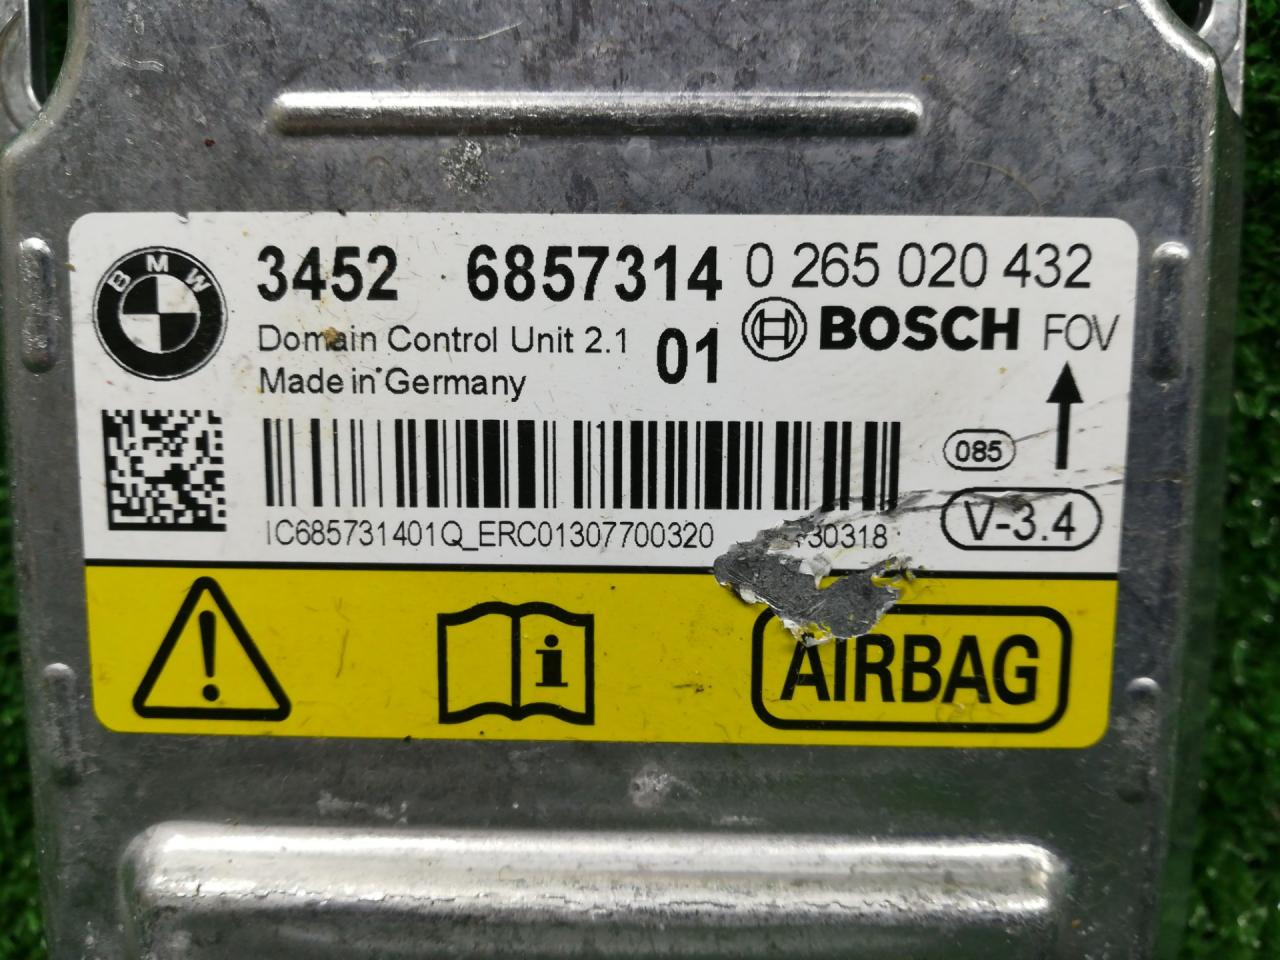 BMW
3452 6857314 0 265 020 432
Domain Control Unit 2.1 01 BOSCH FOV
Made in Germany
085
V-3.4
IC685731401Q_ERC01307700320 30318
AIRBAG